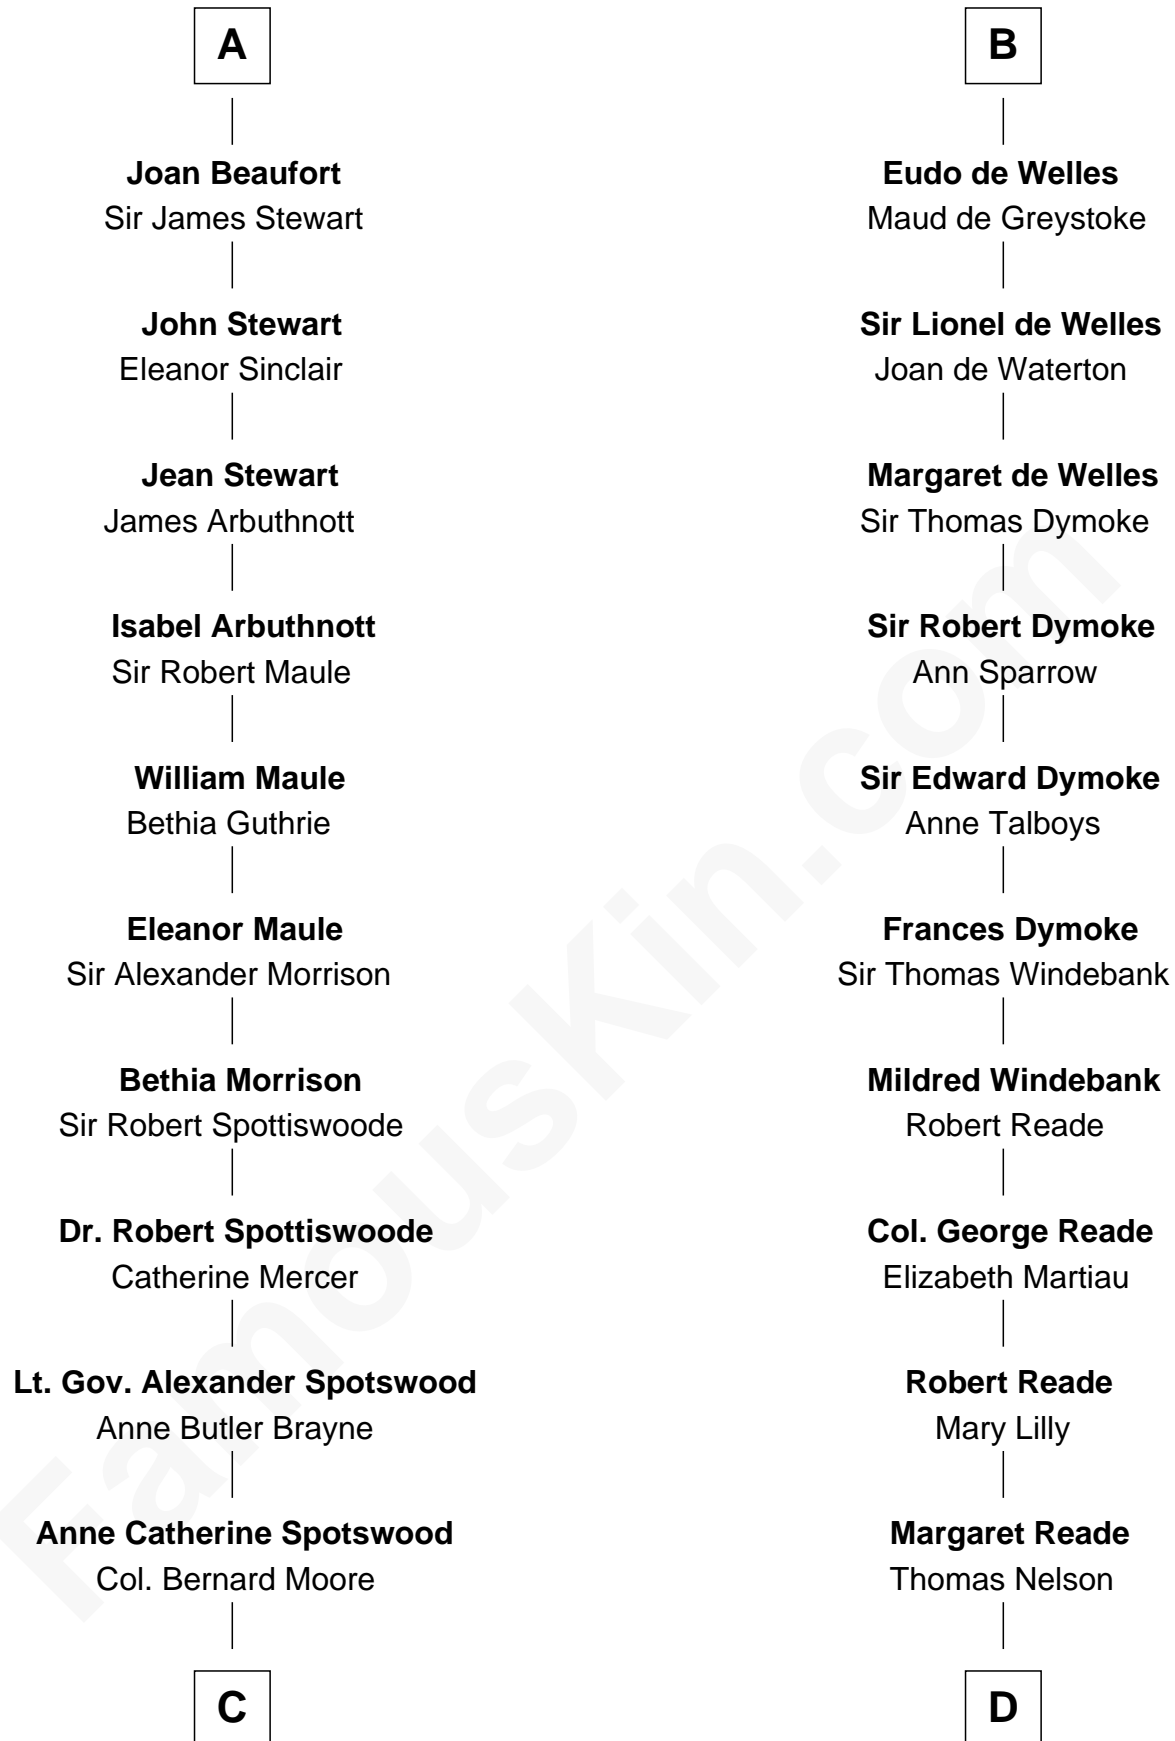 A
Joan Beaufort
Sir James Stewart
John Stewart
Eleanor Sinclair
Jean Stewart
James Arbuthnott
Isabel Arbuthnott
Sir Robert Maule
William Maule
Bethia Guthrie
Eleanor Maule
Sir Alexander Morrison
Bethia Morrison
Sir Robert Spottiswoode
Dr. Robert Spottiswoode
Catherine Mercer
Lt. Gov. Alexander Spotswood
Anne Butler Brayne
Anne Catherine Spotswood
Col. Bernard Moore
C
B
Eudo de Welles
Maud de Greystoke
Sir Lionel de Welles
Joan de Waterton
Margaret de Welles
Sir Thomas Dymoke
Sir Robert Dymoke
Ann Sparrow
Sir Edward Dymoke
Anne Talboys
Frances Dymoke
Sir Thomas Windebank
Mildred Windebank
Robert Reade
Col. George Reade
Elizabeth Martiau
Robert Reade
Mary Lilly
Margaret Reade
Thomas Nelson
D
FamousKin.com